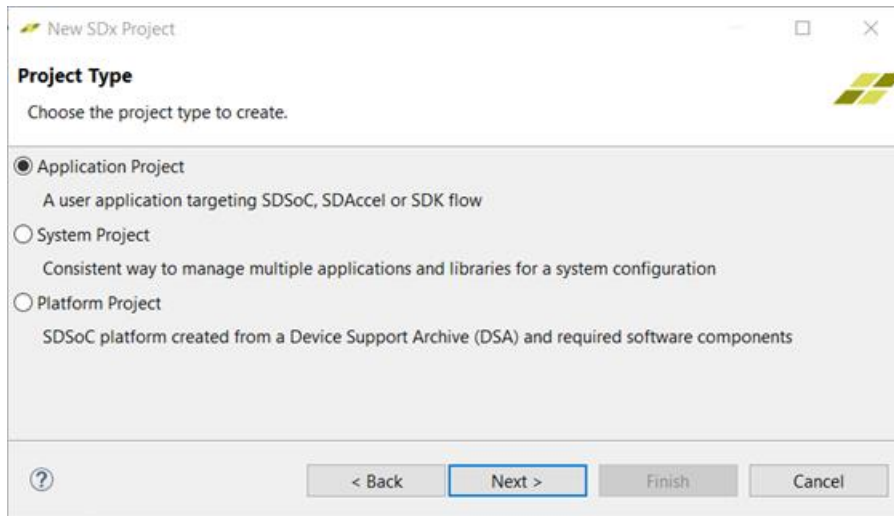 New SDx Project
Project Type
Choose the project type to create.
Application Project
A user application targeting SDSoC, SDAccel or SDK flow
System Project
Consistent way to manage multiple applications and libraries for a system configuration
Platform Project
SDSoC platform created from a Device Support Archive (DSA) and required software components
? < Back Next > Finish Cancel